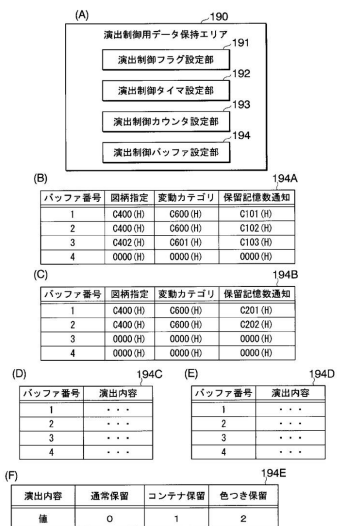 (A)
190
演出制御用データ保持エリア
191
演出制御フラグ設定部
192
演出制御タイマ設定部
193
演出制御カウンタ設定部
194
演出制御バッファ設定部
(B)
194A
バッファ番号 図柄指定 変動カテゴリ 保留記憶数通知
1 C400(H) C600(H) C101(H)
2 C400(H) C600(H) C102(H)
3 C402(H) C601(H) C103(H)
4 0000(H) 0000(H) 0000(H)
(C)
194B
バッファ番号 図柄指定 変動カテゴリ 保留記憶数通知
1 C400(H) C600(H) C201(H)
2 C400(H) C600(H) C202(H)
3 0000(H) 0000(H) 0000(H)
4 0000(H) 0000(H) 0000(H)
(D)
194C
バッファ番号 演出内容
1 ・・・
2 ・・・
3 ・・・
4 ・・・
(E)
194D
バッファ番号 演出内容
1 ・・・
2 ・・・
3 ・・・
4 ・・・
(F)
194E
演出内容 通常保留 コンテナ保留 色つき保留
値 0 1 2